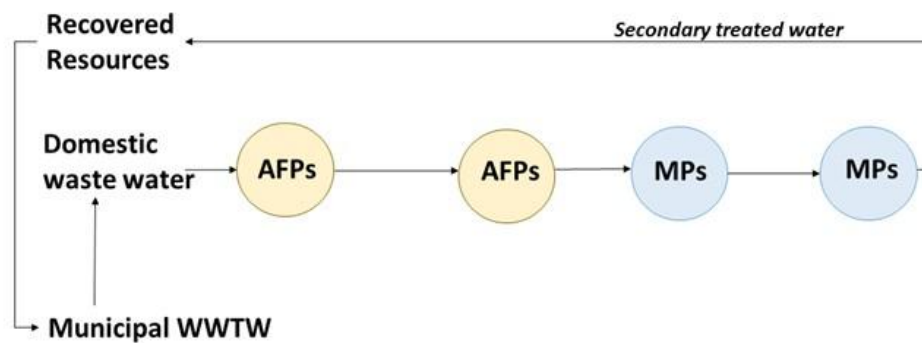 Recovered
Resources
Secondary treated water
Domestic
waste water
AFPs
AFPs
MPs
MPs
Municipal WWTW